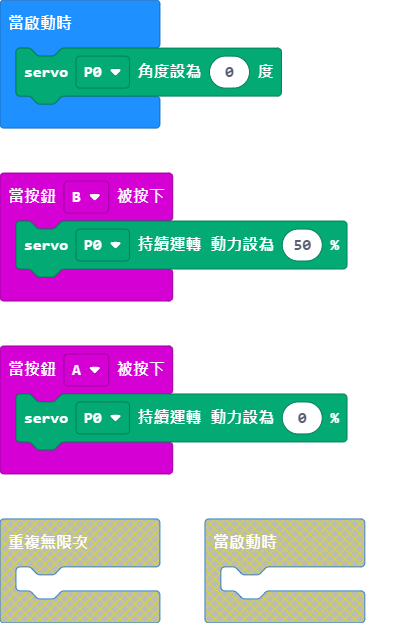 當啟動時
servo P0 角度設為 0 度
當按鈕 B 被按下
servo P0 持續運轉 動力設為 50 %
當按鈕 A 被按下
servo P0 持續運轉 動力設為 0 %
重複無限次
當啟動時